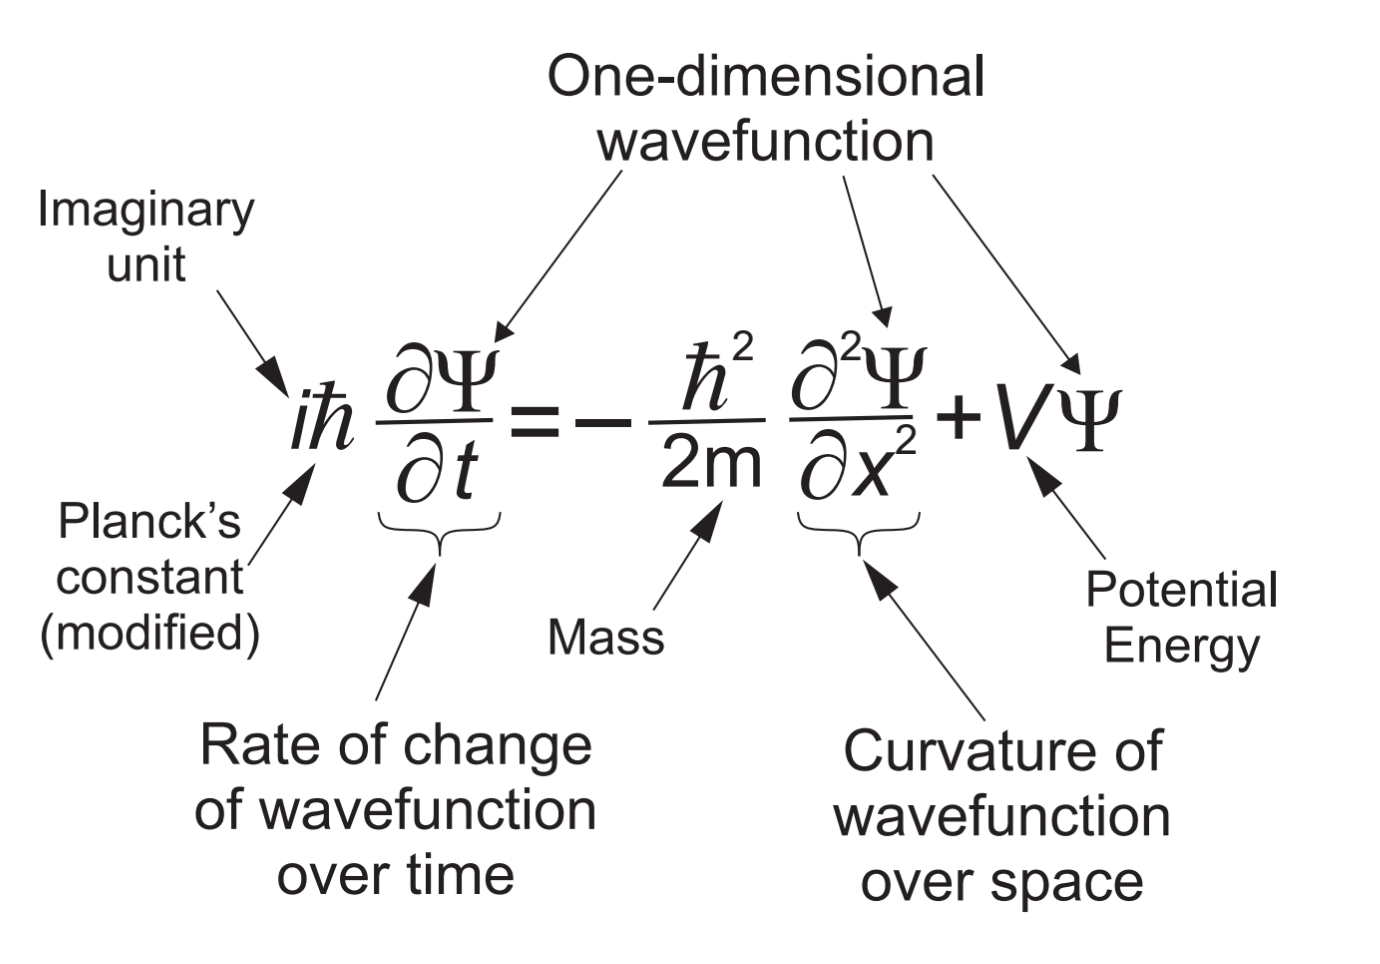 One-dimensional
wavefunction
Imaginary
unit
iħ ∂Ψ/∂t = − ħ²/2m ∂²Ψ/∂x² + VΨ
Planck’s
constant
(modified)
Mass
Potential
Energy
Rate of change
of wavefunction
over time
Curvature of
wavefunction
over space